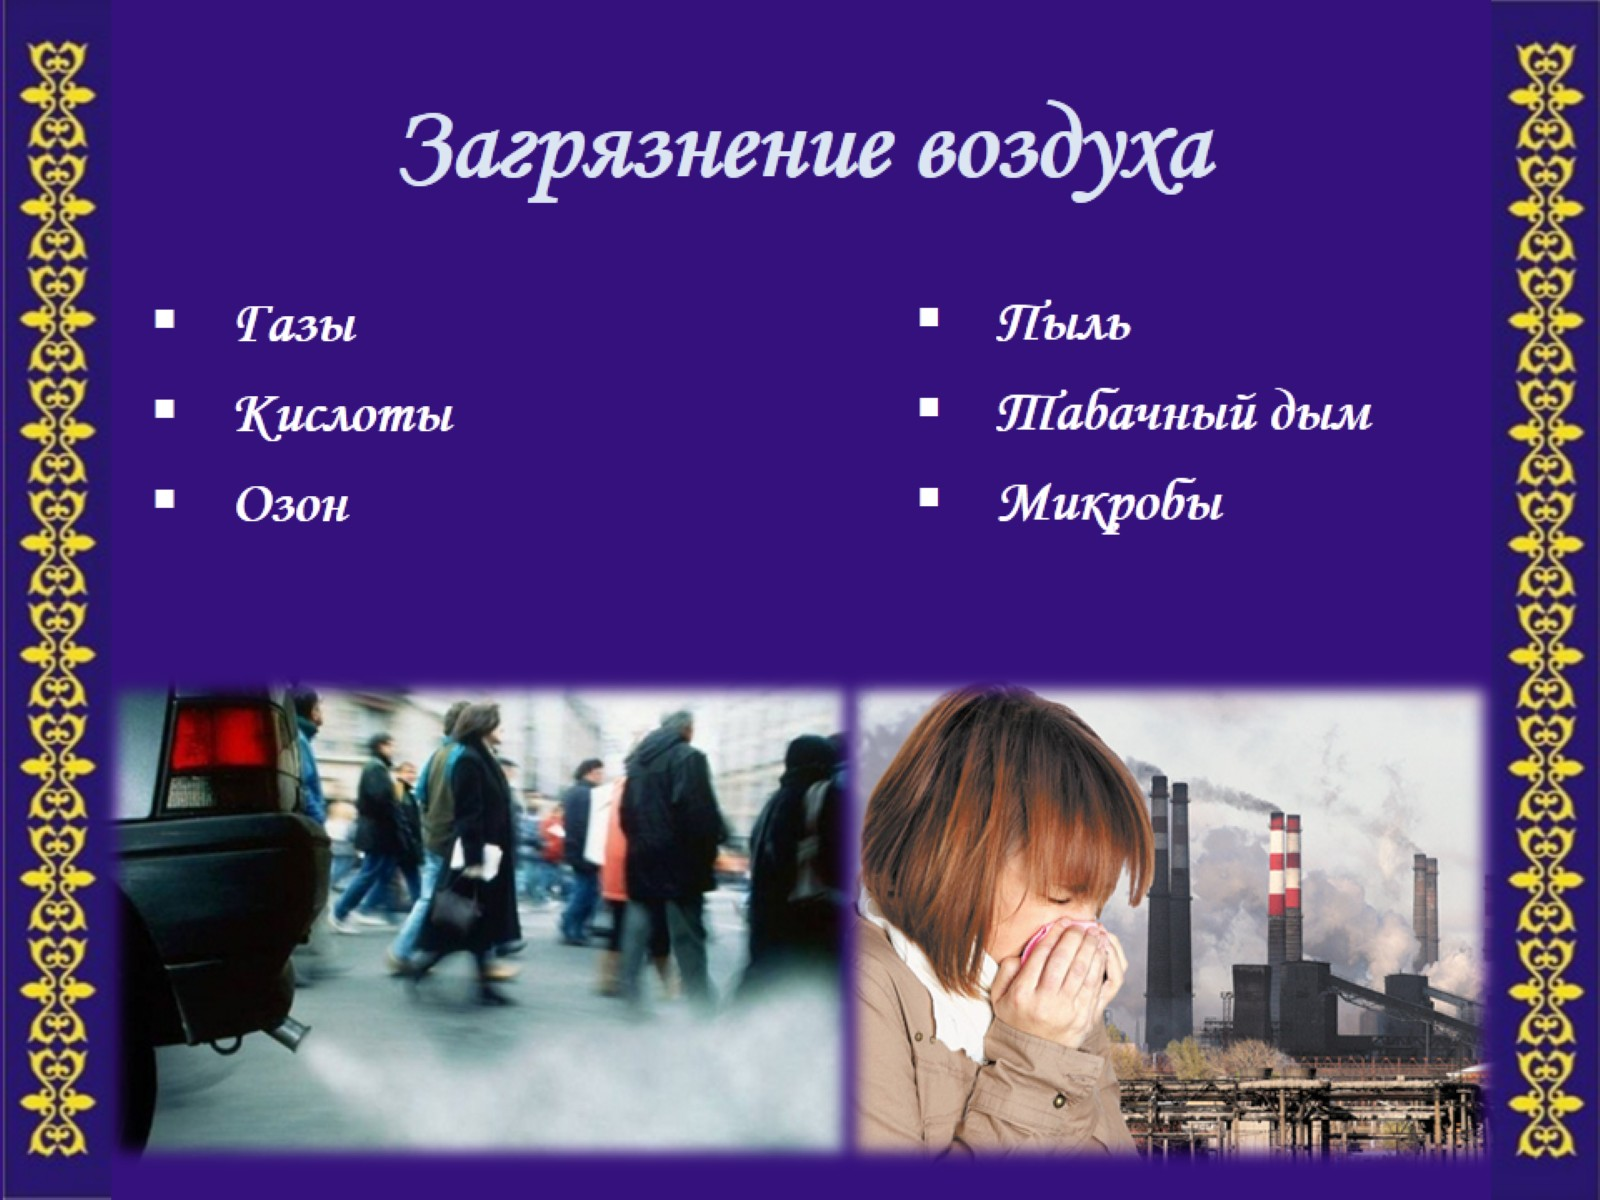 Загрязнение воздуха
Газы
Кислоты
Озон
Пыль
Табачный дым
Микробы